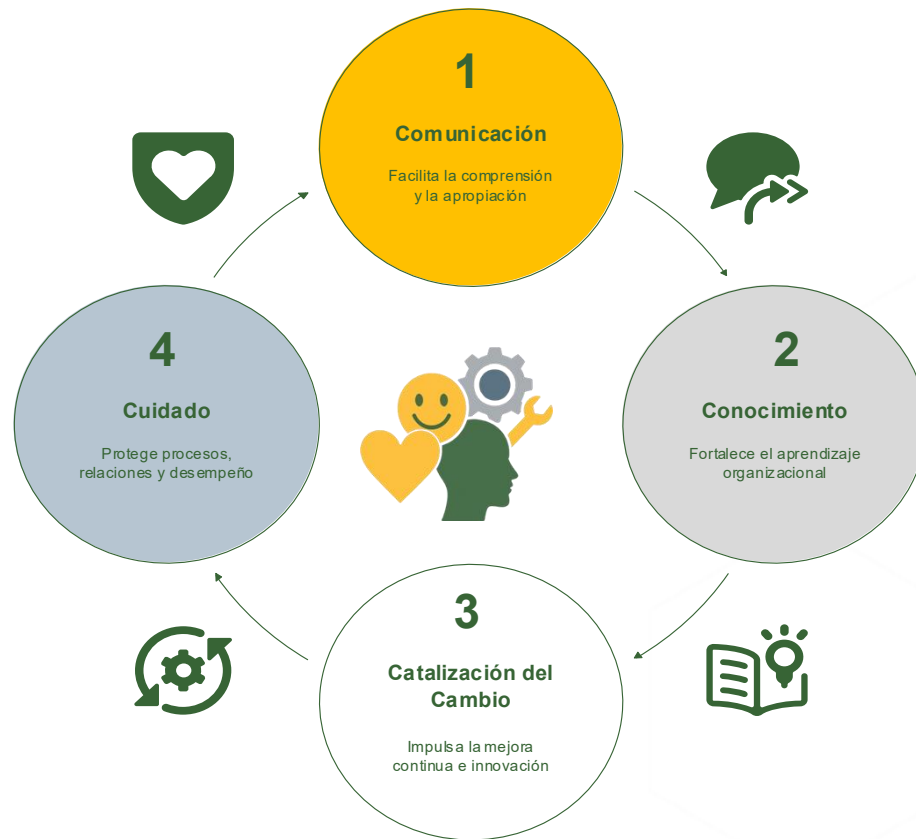 1
Comunicación
Facilita la comprensión
y la apropiación
2
Conocimiento
Fortalece el aprendizaje
organizacional
3
Catalización del
Cambio
Impulsa la mejora
continua e innovación
4
Cuidado
Protege procesos,
relaciones y desempeño